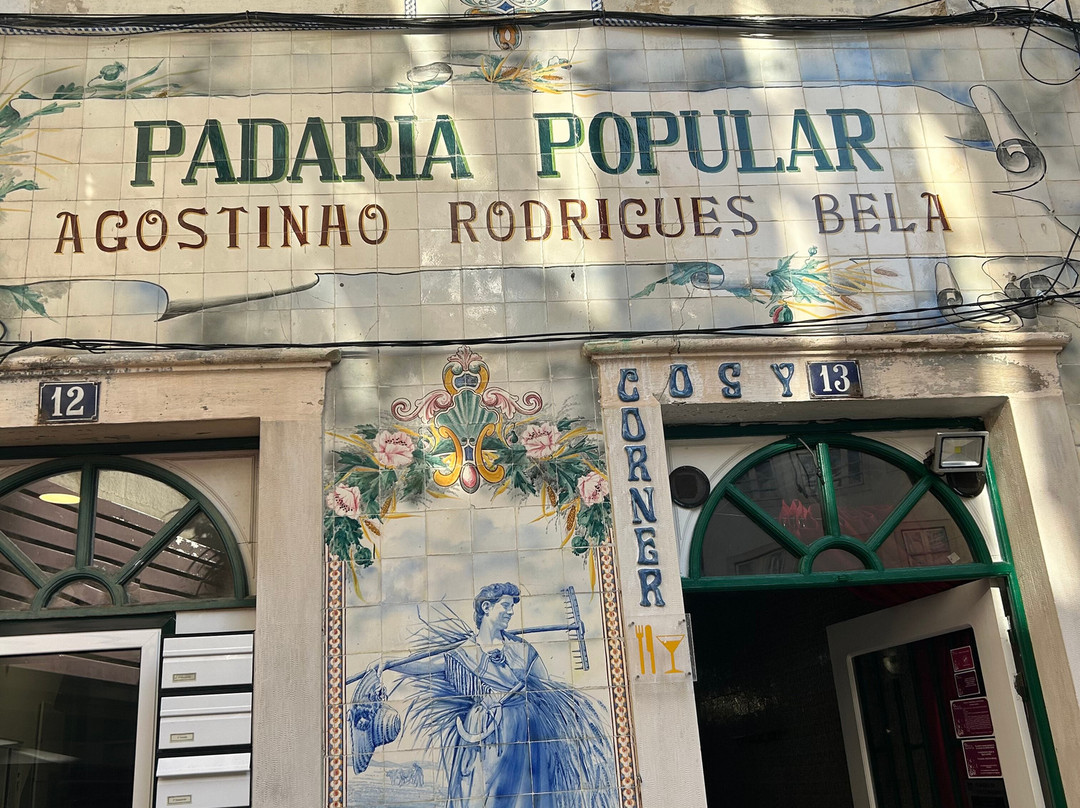 PADARIA POPULAR
AGOSTINHO RODRIGUES BELA
12
COSY
13
CORNER